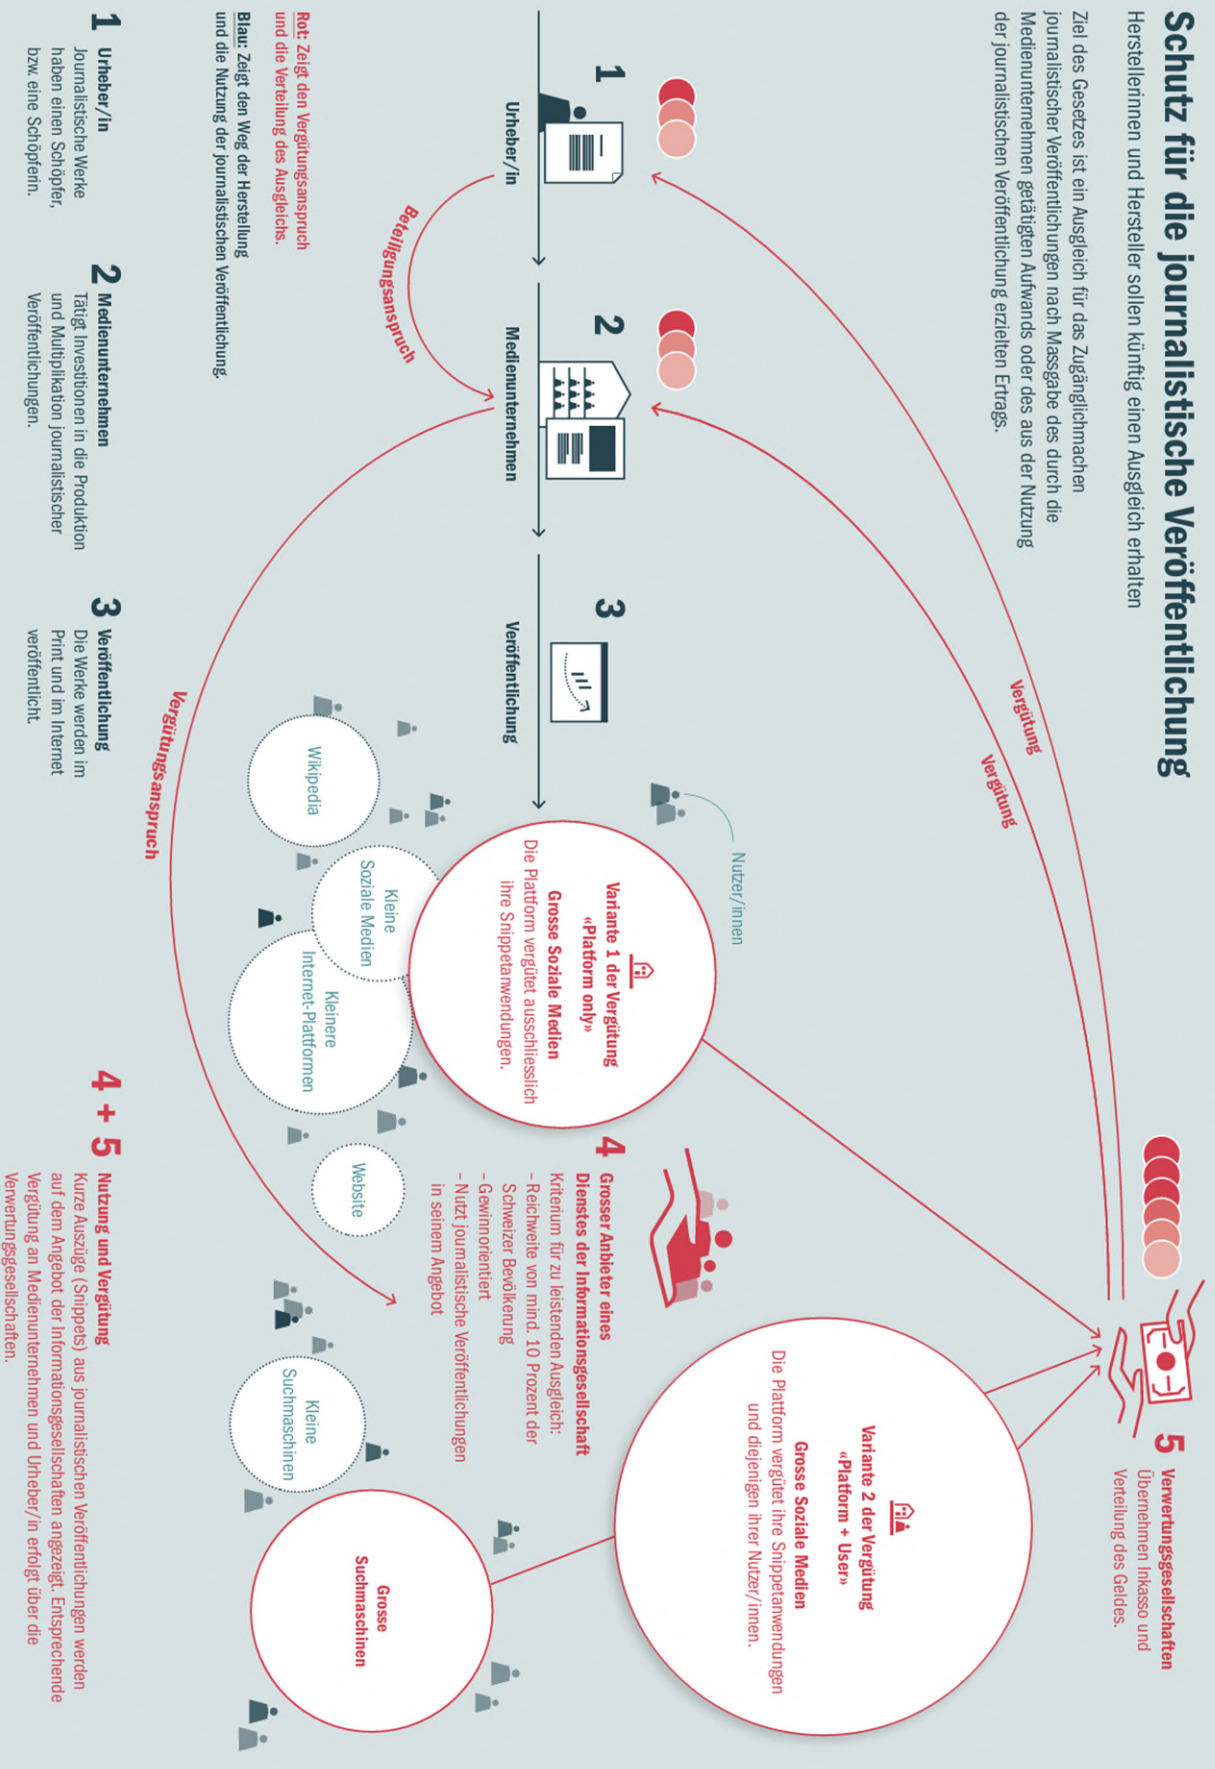 Schutz für die journalistische Veröffentlichung
Herstellerinnen und Hersteller sollen künftig einen Ausgleich erhalten
Ziel des Gesetzes ist ein Ausgleich für das Zugänglichmachen
journalistischer Veröffentlichungen nach Massgabe des durch die
Medienunternehmen getätigten Aufwands oder des aus der Nutzung
der journalistischen Veröffentlichung erzielten Ertrags.
Vergütung
Vergütung
5 Verwertungsgesellschaften
Übernehmen Inkasso und
Verteilung des Geldes.
1
Urheber/in
2
Medienunternehmen
3
Veröffentlichung
Nutzer/innen
Variante 1 der Vergütung
«Platform only»
Grosse Soziale Medien
Die Plattform vergütet ausschliesslich
ihre Snippetanwendungen.
Variante 2 der Vergütung
«Platform + User»
Grosse Soziale Medien
Die Plattform vergütet ihre Snippetanwendungen
und diejenigen ihrer Nutzer/innen.
4 Grosser Anbieter eines
Dienstes der Informationsgesellschaft
Kriterium für zu leistenden Ausgleich:
– Reichweite von mind. 10 Prozent der
Schweizer Bevölkerung
– Gewinnorientiert
– Nutzt journalistische Veröffentlichungen
in seinem Angebot
Beteiligungsanspruch
Kleine
Soziale Medien
Wikipedia
Kleinere
Internet-Plattformen
Website
Kleine
Suchmaschinen
Grosse
Suchmaschinen
Rot: Zeigt den Vergütungsanspruch
und die Verteilung des Ausgleichs.
Blau: Zeigt den Weg der Herstellung
und die Nutzung der journalistischen Veröffentlichung.
Vergütungsanspruch
1 Urheber/in
Journalistische Werke
haben einen Schöpfer,
bzw. eine Schöpferin.
2 Medienunternehmen
Tätigt Investitionen in die Produktion
und Multiplikation journalistischer
Veröffentlichungen.
3 Veröffentlichung
Die Werke werden im
Print und im Internet
veröffentlicht.
4 + 5 Nutzung und Vergütung
Kurze Auszüge (Snippets) aus journalistischen Veröffentlichungen werden
auf dem Angebot der Informationsgesellschaften angezeigt. Entsprechende
Vergütung an Medienunternehmen und Urheber/in erfolgt über die
Verwertungsgesellschaften.